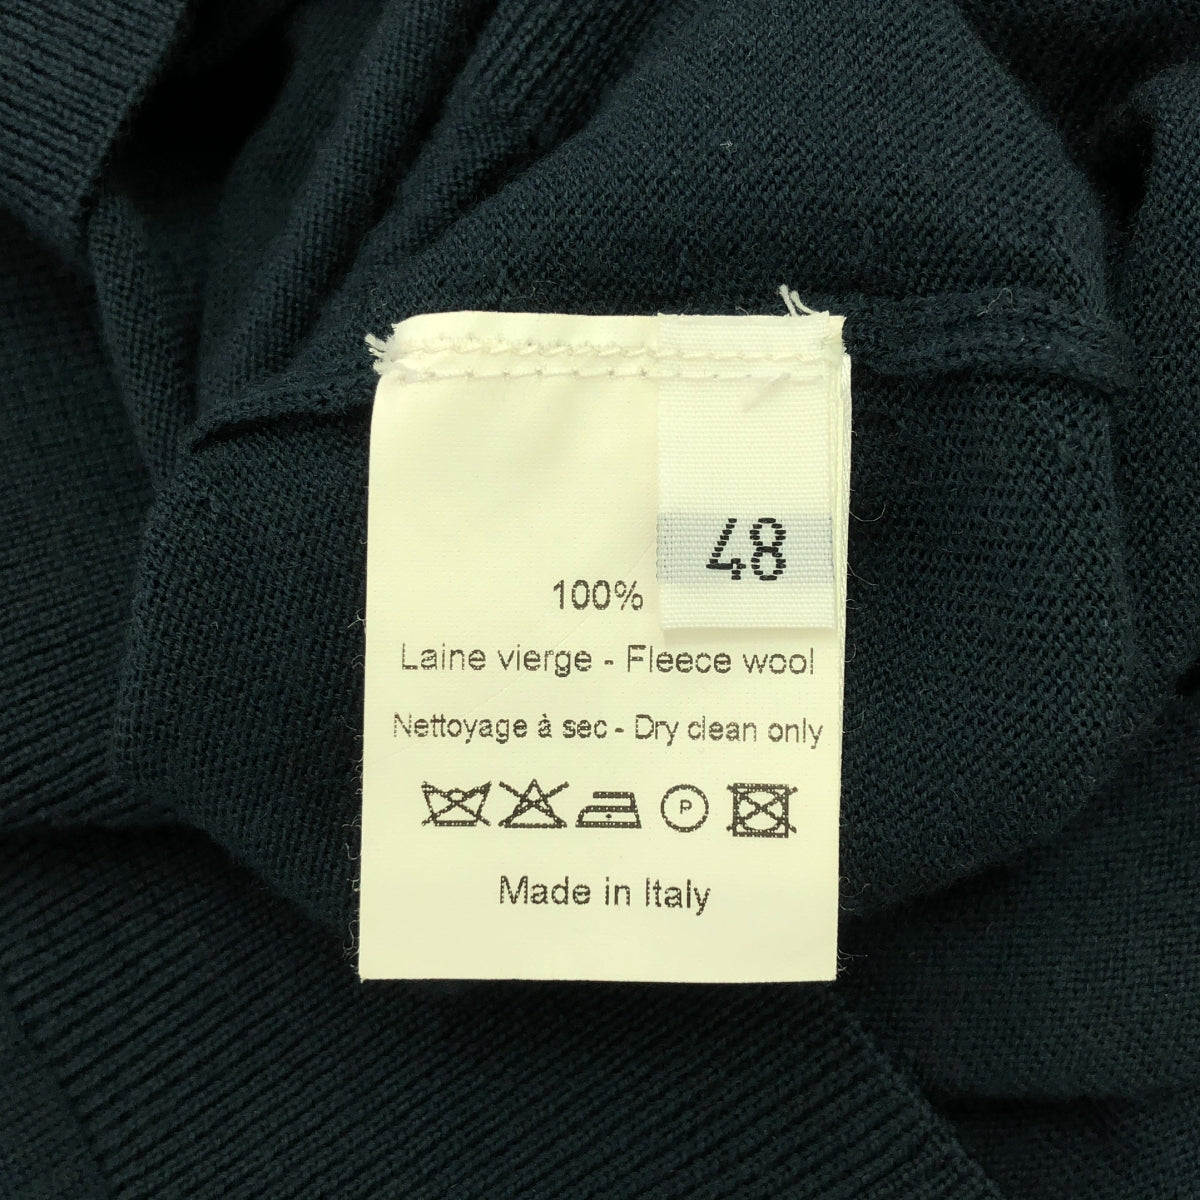 48
100%
Laine vierge - Fleece wool
Nettoyage à sec - Dry clean only
P
Made in Italy